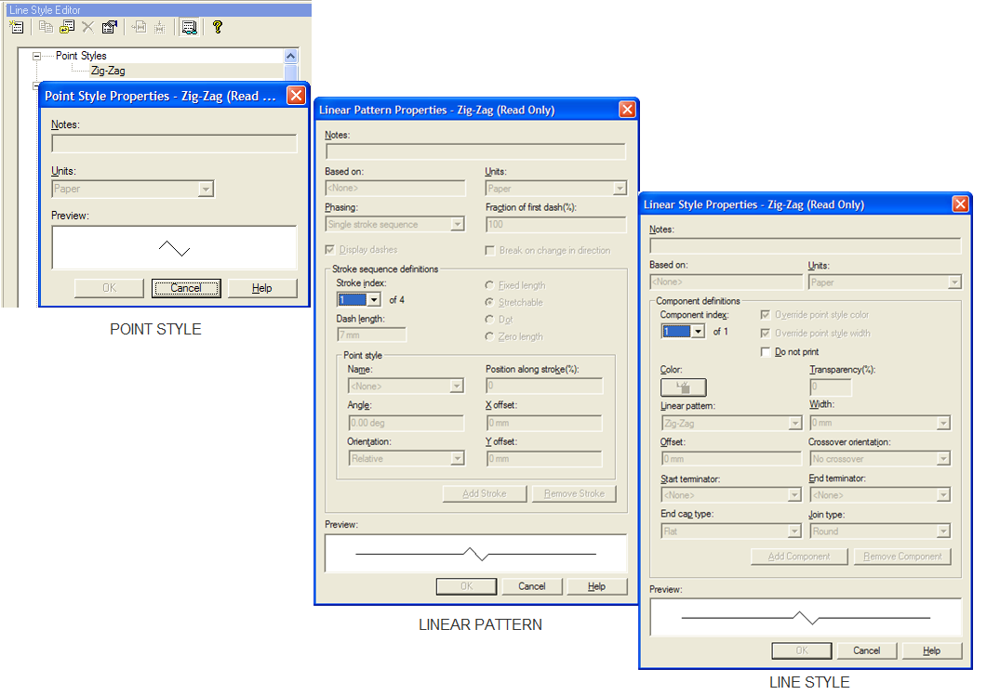 Line Style Editor
Point Styles
Zig-Zag
Point Style Properties - Zig-Zag (Read ...
Notes:
Units:
Paper
Preview:
OK Cancel Help
POINT STYLE
Linear Pattern Properties - Zig-Zag (Read Only)
Notes:
Based on: Units:
<None> Paper
Phasing: Fraction of first dash(%):
Single stroke sequence 100
Display dashes Break on change in direction
Stroke sequence definitions
Stroke index: Fixed length
1 of 4 Stretchable
Dash length: Dot
7 mm Zero length
Point style
Name: Position along stroke(%):
<None> 0
Angle: X offset:
0.00 deg 0 mm
Orientation: Y offset:
Relative 0 mm
Add Stroke Remove Stroke
Preview:
OK Cancel Help
LINEAR PATTERN
Linear Style Properties - Zig-Zag (Read Only)
Notes:
Based on: Units:
<None> Paper
Component definitions
Component index: Override point style color
1 of 1 Override point style width
Do not print
Color: Transparency(%):
0
Linear pattern: Width:
Zig-Zag 0 mm
Offset: Crossover orientation:
0 mm No crossover
Start terminator: End terminator:
<None> <None>
End cap type: Join type:
Flat Round
Add Component Remove Component
Preview:
OK Cancel Help
LINE STYLE